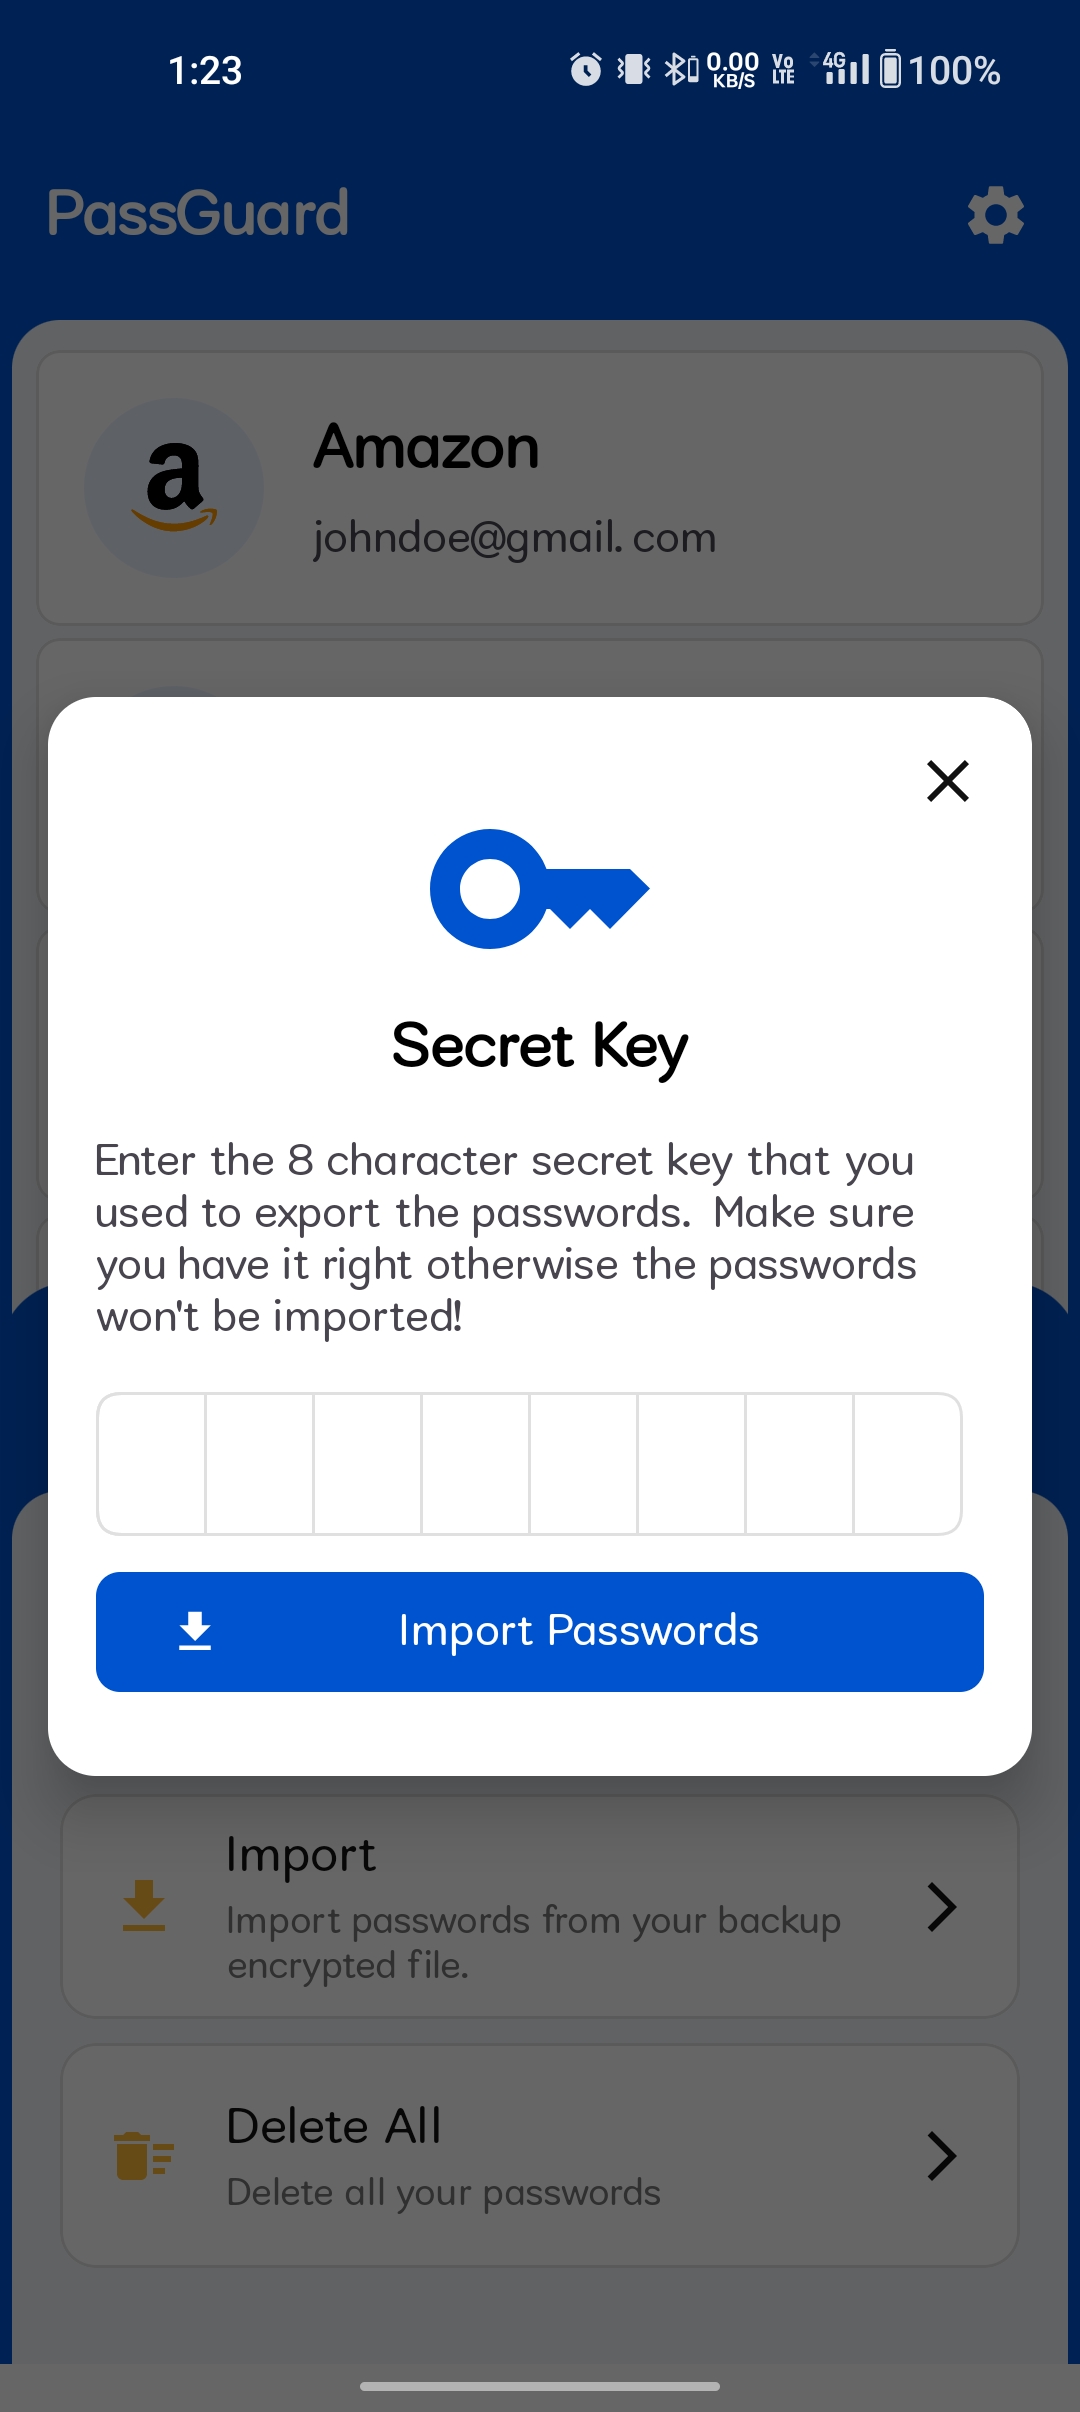 1:23
0.00
KB/S
Vo
LTE
4G
100%
PassGuard
a
Amazon
johndoe@gmail.com
Secret Key
Enter the 8 character secret key that you
used to export the passwords. Make sure
you have it right otherwise the passwords
won't be imported!
Import Passwords
Import
Import passwords from your backup
encrypted file.
Delete All
Delete all your passwords